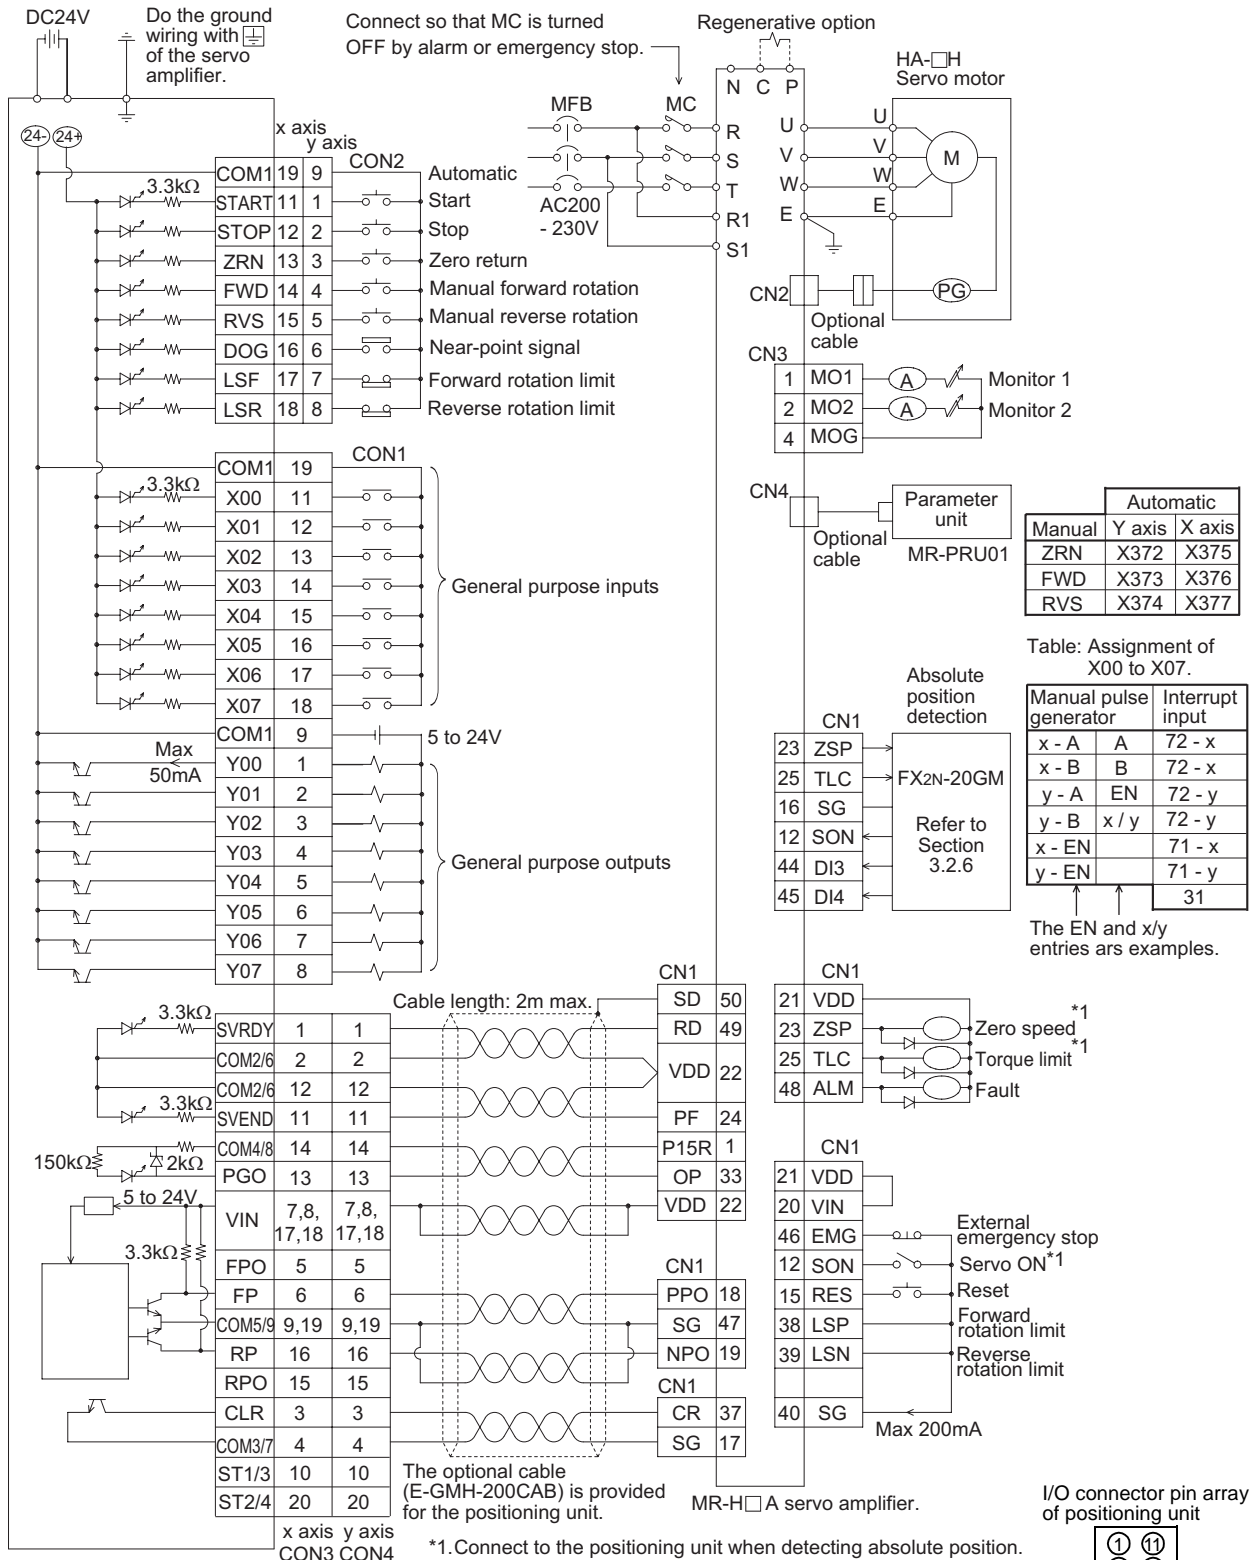 DC24V
Do the ground
wiring with
of the servo
amplifier.
Connect so that MC is turned
OFF by alarm or emergency stop.
Regenerative option
HA-□H
Servo motor
N C P
MFB
MC
R
S
T
R1
S1
AC200
- 230V
U
V
W
E
U
V
W
E
M
PG
CN2
Optional
cable
24-
24+
x axis
y axis
CON2
COM1 19 9 Automatic
3.3kΩ
START 11 1 Start
STOP 12 2 Stop
ZRN 13 3 Zero return
FWD 14 4 Manual forward rotation
RVS 15 5 Manual reverse rotation
DOG 16 6 Near-point signal
LSF 17 7 Forward rotation limit
LSR 18 8 Reverse rotation limit
CN3
1 MO1 A Monitor 1
2 MO2 A Monitor 2
4 MOG
CON1
COM1 19
3.3kΩ
X00 11
X01 12
X02 13
X03 14
X04 15
X05 16
X06 17
X07 18
General purpose inputs
CN4
Optional
cable
Parameter
unit
MR-PRU01
Automatic
Manual Y axis X axis
ZRN X372 X375
FWD X373 X376
RVS X374 X377
Table: Assignment of
X00 to X07.
Manual pulse
generator
Interrupt
input
x - A A 72 - x
x - B B 72 - x
y - A EN 72 - y
y - B x / y 72 - y
x - EN 71 - x
y - EN 71 - y
31
The EN and x/y
entries ars examples.
COM1 9 5 to 24V
Max
50mA
Y00 1
Y01 2
Y02 3
Y03 4
Y04 5
Y05 6
Y06 7
Y07 8
General purpose outputs
Absolute
position
detection
CN1
23 ZSP
25 TLC
16 SG
12 SON
44 DI3
45 DI4
FX2N-20GM
Refer to
Section
3.2.6
Cable length: 2m max.
3.3kΩ
SVRDY 1 1
COM2/6 2 2
COM2/6 12 12
3.3kΩ
SVEND 11 11
COM4/8 14 14
150kΩ
2kΩ
PGO 13 13
5 to 24V
VIN 7,8, 7,8,
17,18 17,18
3.3kΩ
FPO 5 5
FP 6 6
COM5/9 9,19 9,19
RP 16 16
RPO 15 15
CLR 3 3
COM3/7 4 4
ST1/3 10 10
ST2/4 20 20
x axis y axis
CON3 CON4
CN1
SD 50
RD 49
VDD 22
PF 24
P15R 1
OP 33
VDD 22
CN1
PPO 18
SG 47
NPO 19
CN1
CR 37
SG 17
The optional cable
(E-GMH-200CAB) is provided
for the positioning unit.
MR-H□A servo amplifier.
CN1
21 VDD
23 ZSP Zero speed *1
25 TLC Torque limit *1
48 ALM Fault
CN1
21 VDD
20 VIN
46 EMG External
emergency stop
12 SON Servo ON*1
15 RES Reset
38 LSP Forward
rotation limit
39 LSN Reverse
rotation limit
40 SG
Max 200mA
*1.Connect to the positioning unit when detecting absolute position.
I/O connector pin array
of positioning unit
1 11